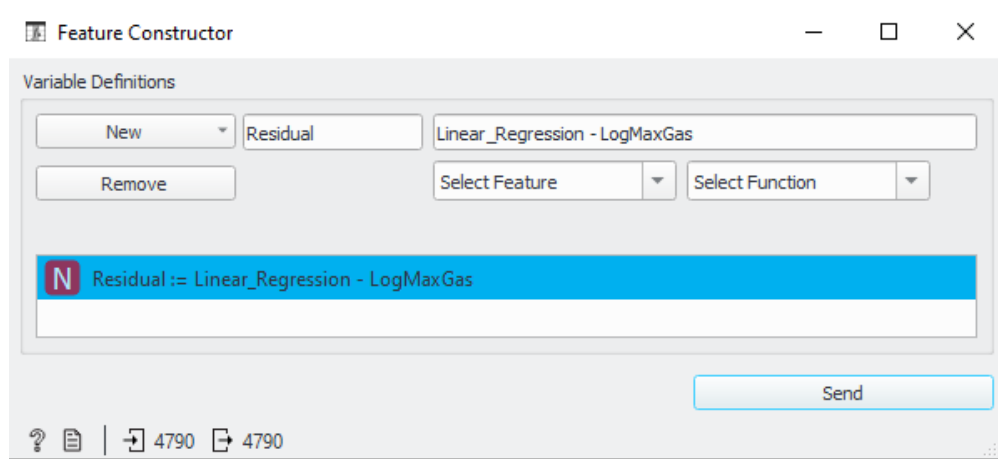 Feature Constructor
Variable Definitions
New Residual Linear_Regression - LogMaxGas
Remove Select Feature Select Function
N Residual := Linear_Regression - LogMaxGas
Send
? 4790 4790